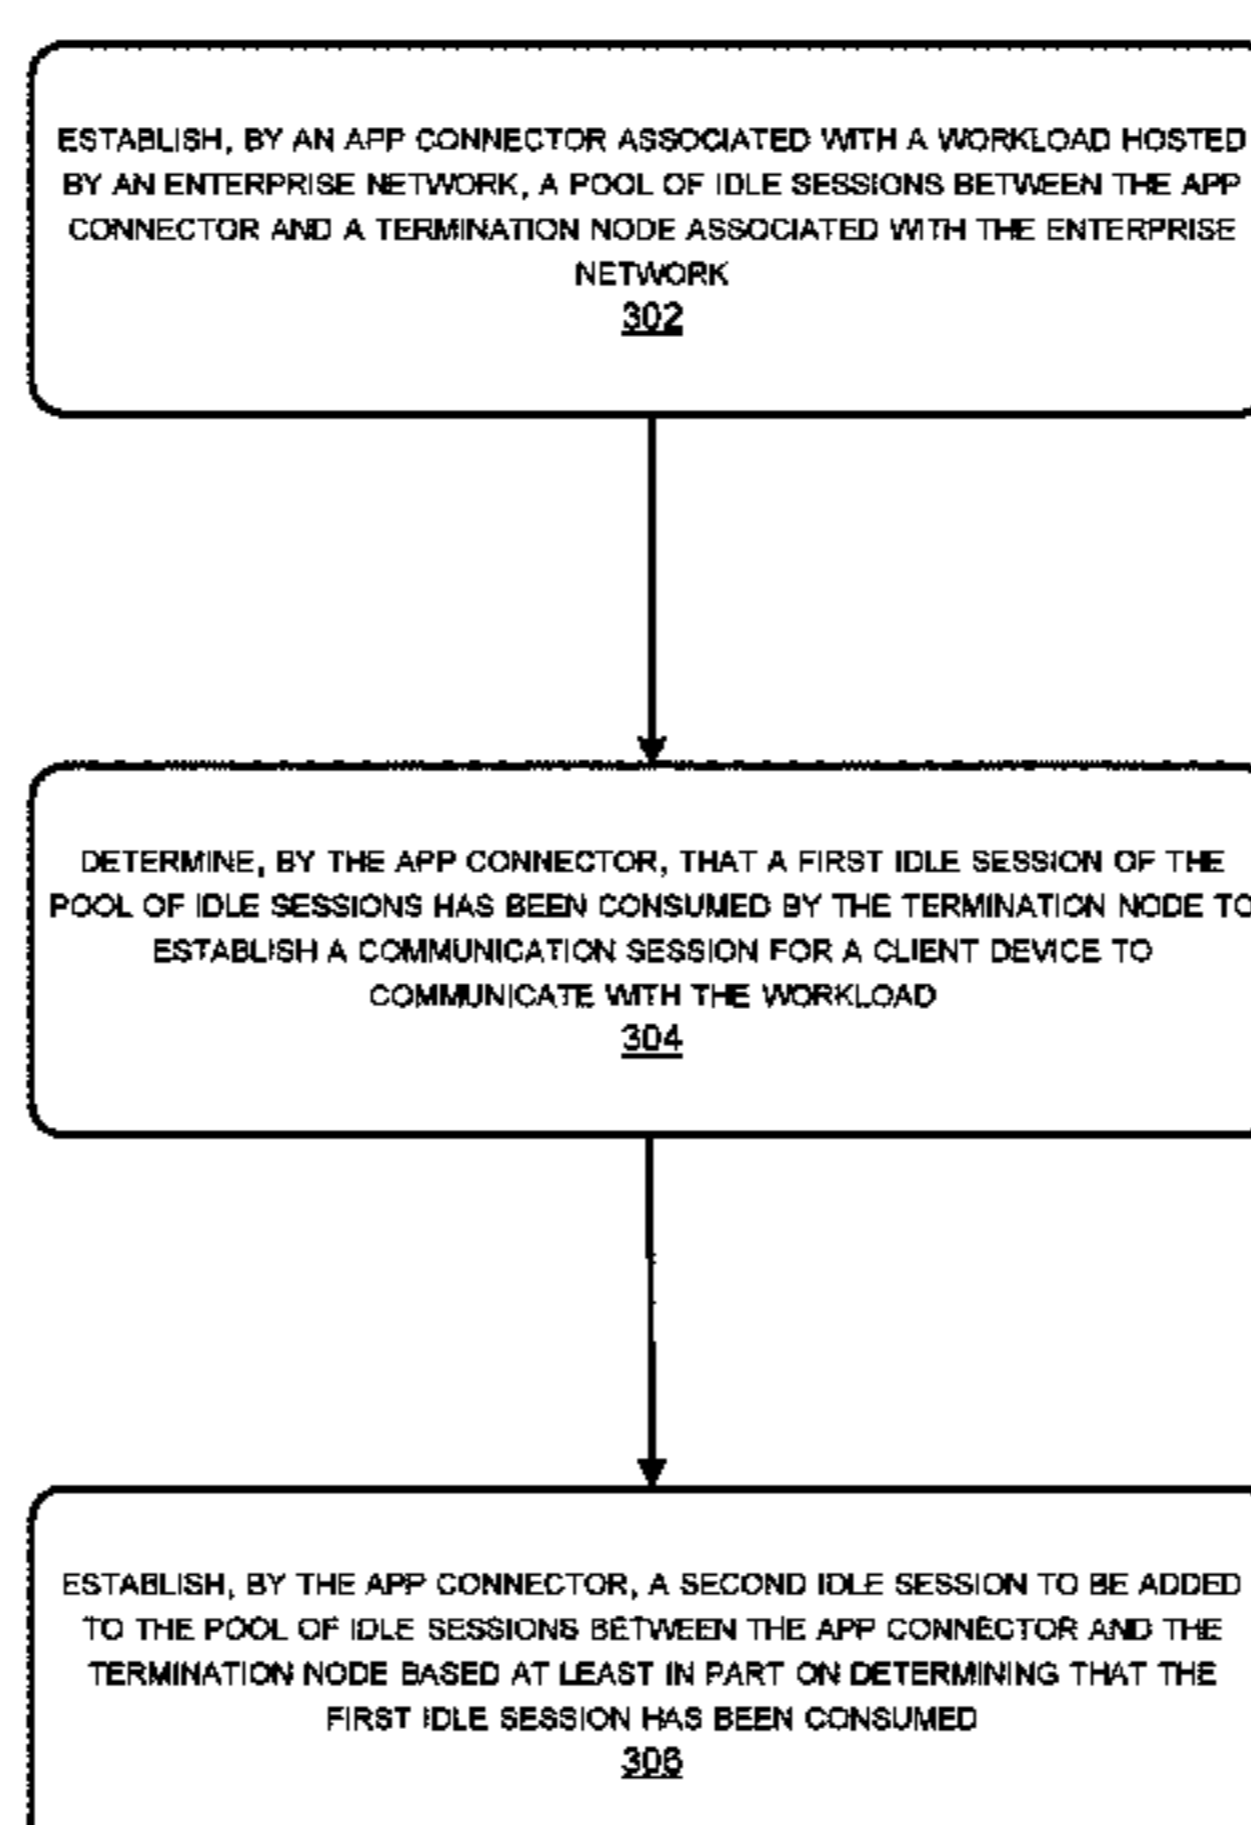 ESTABLISH, BY AN APP CONNECTOR ASSOCIATED WITH A WORKLOAD HOSTED
BY AN ENTERPRISE NETWORK, A POOL OF IDLE SESSIONS BETWEEN THE APP
CONNECTOR AND A TERMINATION NODE ASSOCIATED WITH THE ENTERPRISE
NETWORK
302
DETERMINE, BY THE APP CONNECTOR, THAT A FIRST IDLE SESSION OF THE
POOL OF IDLE SESSIONS HAS BEEN CONSUMED BY THE TERMINATION NODE TO
ESTABLISH A COMMUNICATION SESSION FOR A CLIENT DEVICE TO
COMMUNICATE WITH THE WORKLOAD
304
ESTABLISH, BY THE APP CONNECTOR, A SECOND IDLE SESSION TO BE ADDED
TO THE POOL OF IDLE SESSIONS BETWEEN THE APP CONNECTOR AND THE
TERMINATION NODE BASED AT LEAST IN PART ON DETERMINING THAT THE
FIRST IDLE SESSION HAS BEEN CONSUMED
306